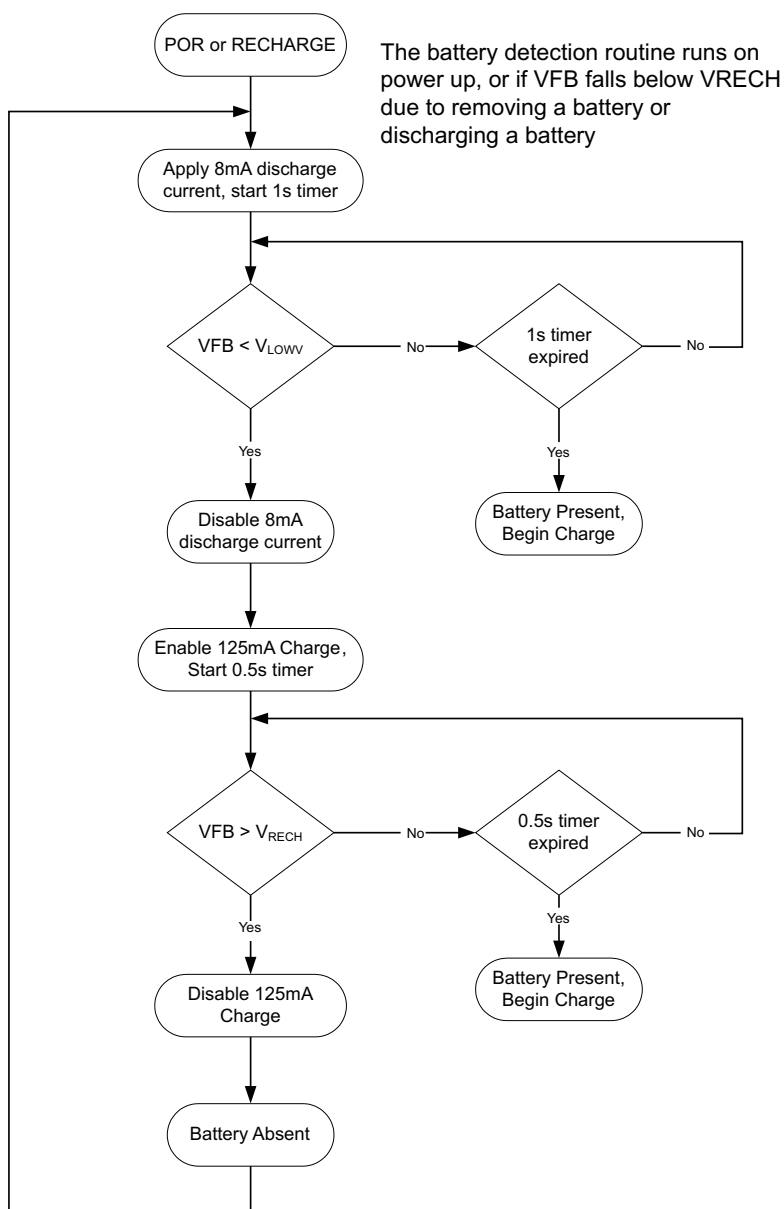 POR or RECHARGE
The battery detection routine runs on
power up, or if VFB falls below VRECH
due to removing a battery or
discharging a battery
Apply 8mA discharge
current, start 1s timer
VFB < VLOWV
No
1s timer
expired
No
Yes
Yes
Disable 8mA
discharge current
Battery Present,
Begin Charge
Enable 125mA Charge,
Start 0.5s timer
VFB > VRECH
No
0.5s timer
expired
No
Yes
Yes
Disable 125mA
Charge
Battery Present,
Begin Charge
Battery Absent